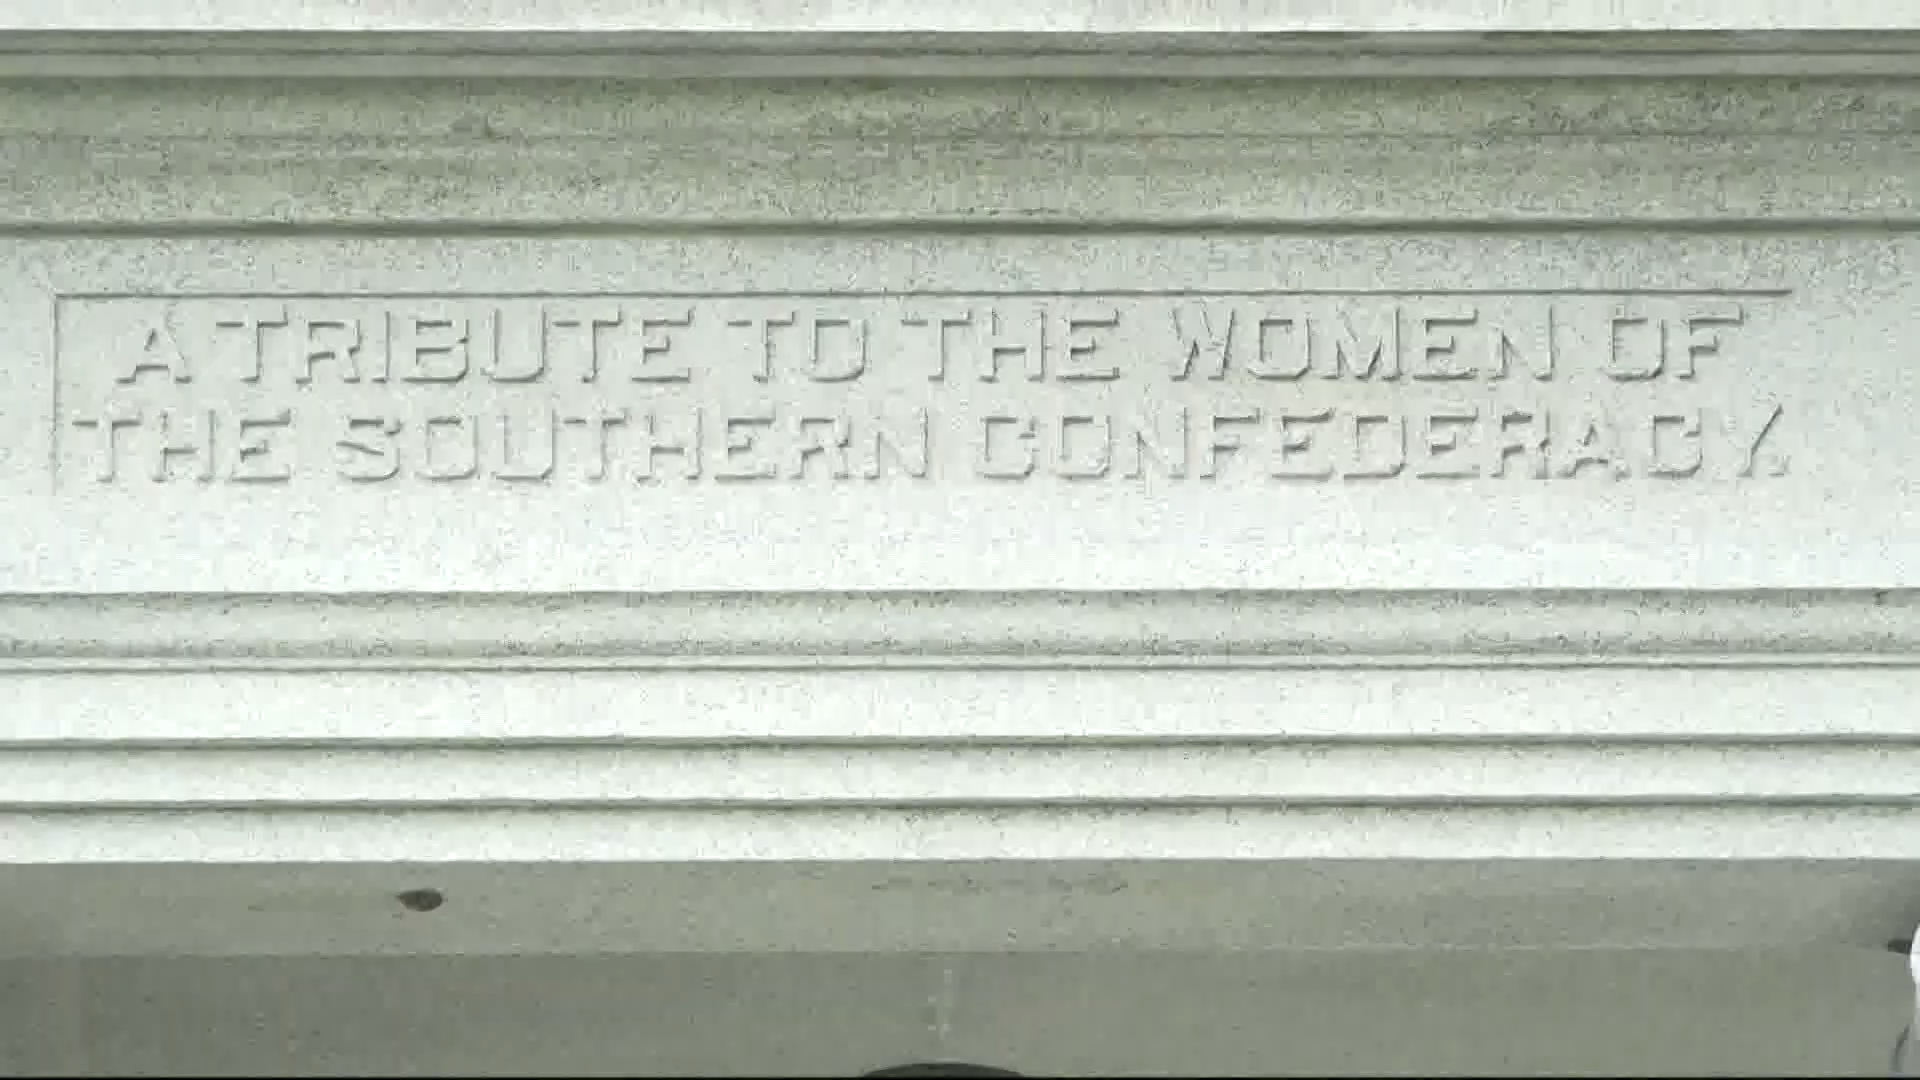 A TRIBUTE TO THE WOMEN OF
THE SOUTHERN CONFEDERACY.